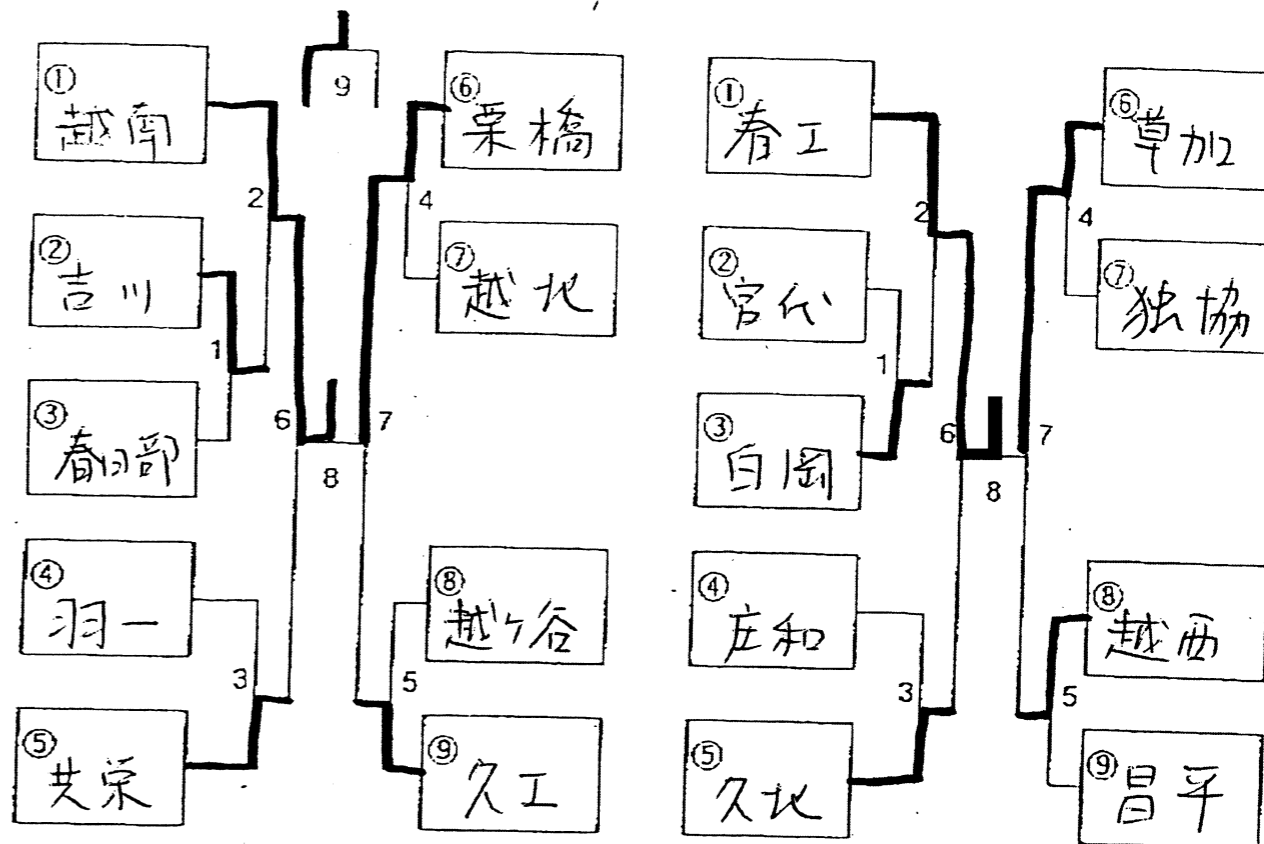 9
① 越南
② 吉川
③ 春日部
④ 羽一
⑤ 共栄
2
1
3
6
8
7
4
5
⑥ 栗橋
⑦ 越北
⑧ 越ヶ谷
⑨ 久工
① 春工
② 宮代
③ 白岡
④ 庄和
⑤ 久北
2
1
3
6
8
7
4
5
⑥ 草加
⑦ 独協
⑧ 越西
⑨ 昌平